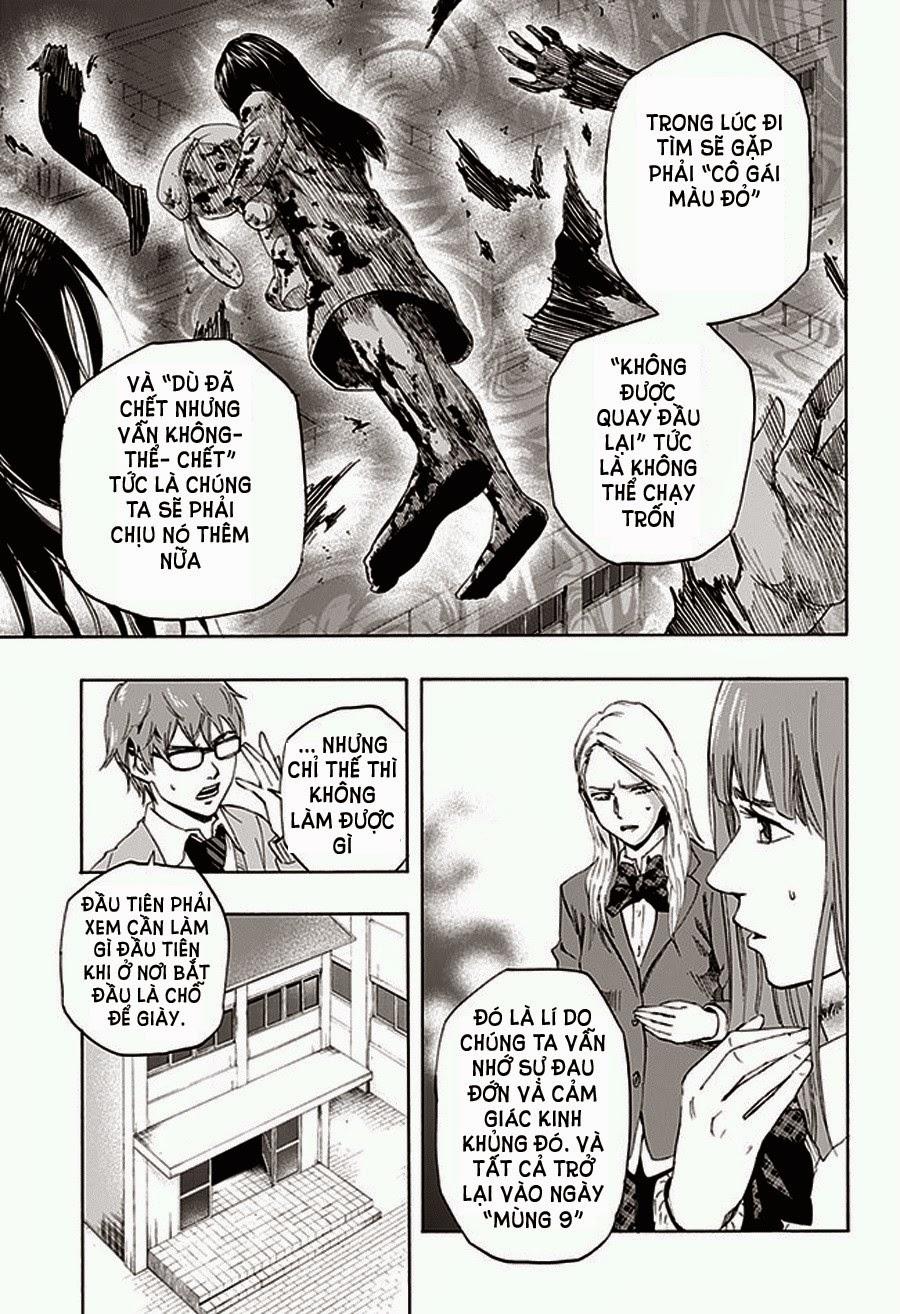 TRONG LÚC ĐI
TÌM SẼ GẶP
PHẢI “CÔ GÁI
MÀU ĐỎ”
“KHÔNG
ĐƯỢC
QUAY ĐẦU
LẠI” TỨC
LÀ KHÔNG
THỂ CHẠY
TRỐN
VÀ “DÙ ĐÃ
CHẾT NHƯNG
VẪN KHÔNG-
THỂ- CHẾT”
TỨC LÀ CHÚNG
TA SẼ PHẢI
CHỊU NÓ THÊM
NỮA
ĐÓ LÀ LÍ DO
CHÚNG TA VẪN
NHỚ SỰ ĐAU
ĐỚN VÀ CẢM
GIÁC KINH
KHỦNG ĐÓ. VÀ
TẤT CẢ TRỞ
LẠI VÀO NGÀY
“MÙNG 9”
... NHƯNG
CHỈ THẾ THÌ
KHÔNG
LÀM ĐƯỢC
GÌ
ĐẦU TIÊN PHẢI
XEM CẦN LÀM
GÌ ĐẦU TIÊN
KHI Ở NƠI BẮT
ĐẦU LÀ CHỖ
ĐỂ GIÀY.